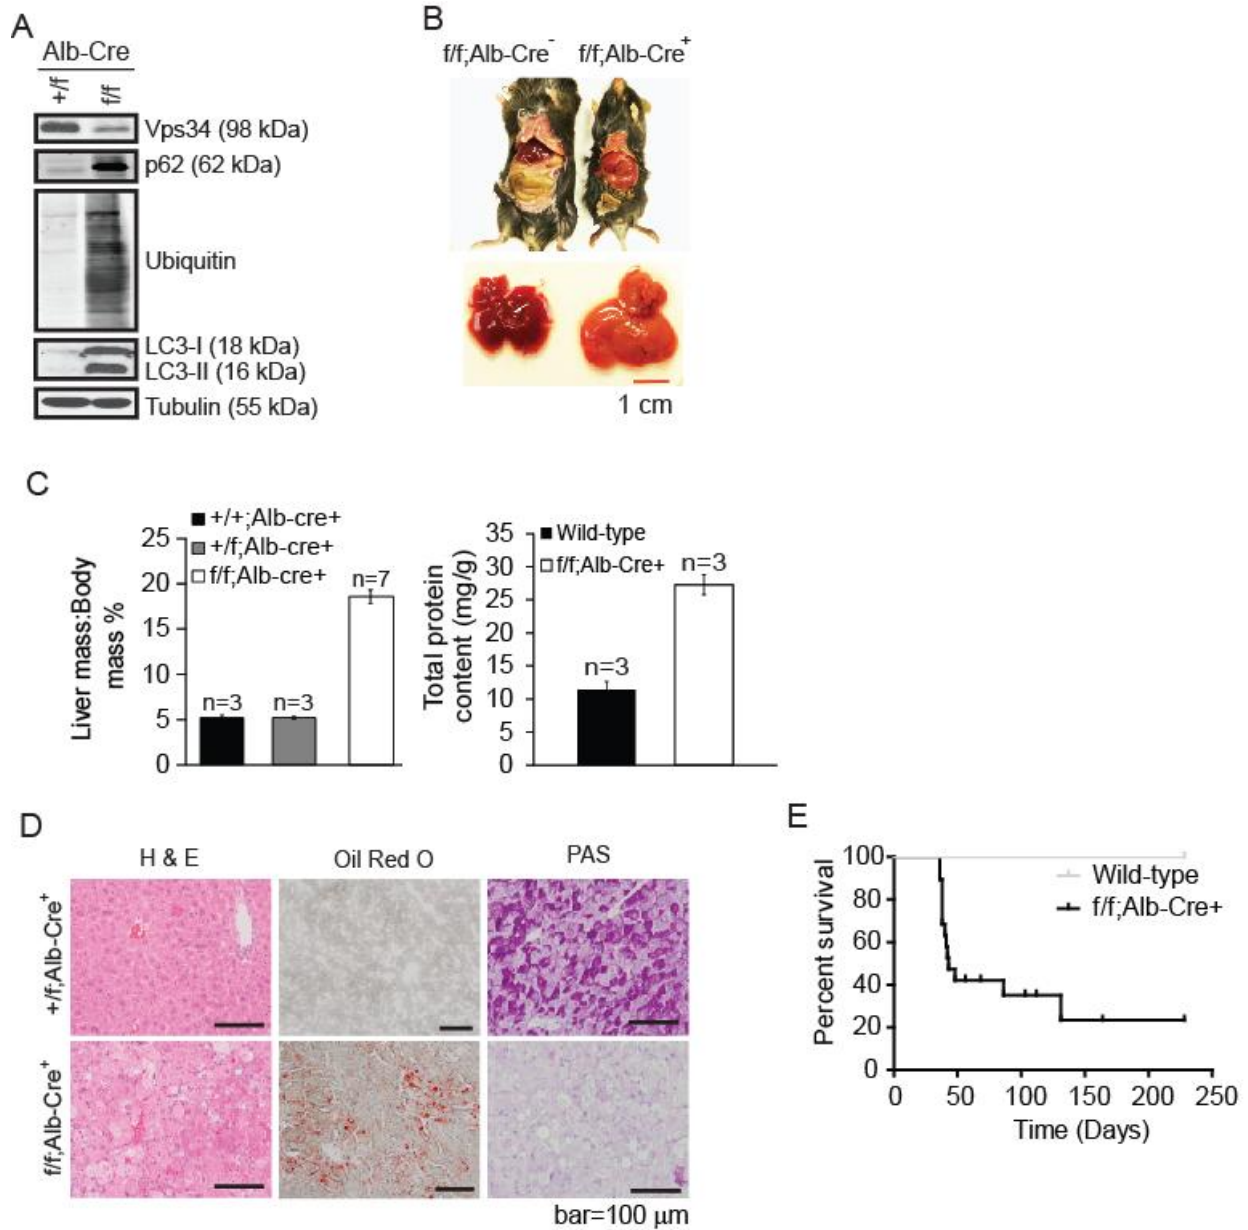 A
Alb-Cre
+/f
f/f
Vps34 (98 kDa)
p62 (62 kDa)
Ubiquitin
LC3-I (18 kDa)
LC3-II (16 kDa)
Tubulin (55 kDa)
B
f/f;Alb-Cre⁻
f/f;Alb-Cre⁺
1 cm
C
Liver mass:Body
mass %
25
20
15
10
5
0
+/+;Alb-cre+
+/f;Alb-cre+
f/f;Alb-cre+
n=3
n=3
n=7
Total protein
content (mg/g)
35
30
25
20
15
10
5
0
Wild-type
f/f;Alb-Cre+
n=3
n=3
D
H & E
Oil Red O
PAS
+/f;Alb-Cre⁺
f/f;Alb-Cre⁺
bar=100 µm
E
Percent survival
100
80
60
40
20
0
Wild-type
f/f;Alb-Cre+
0 50 100 150 200 250
Time (Days)